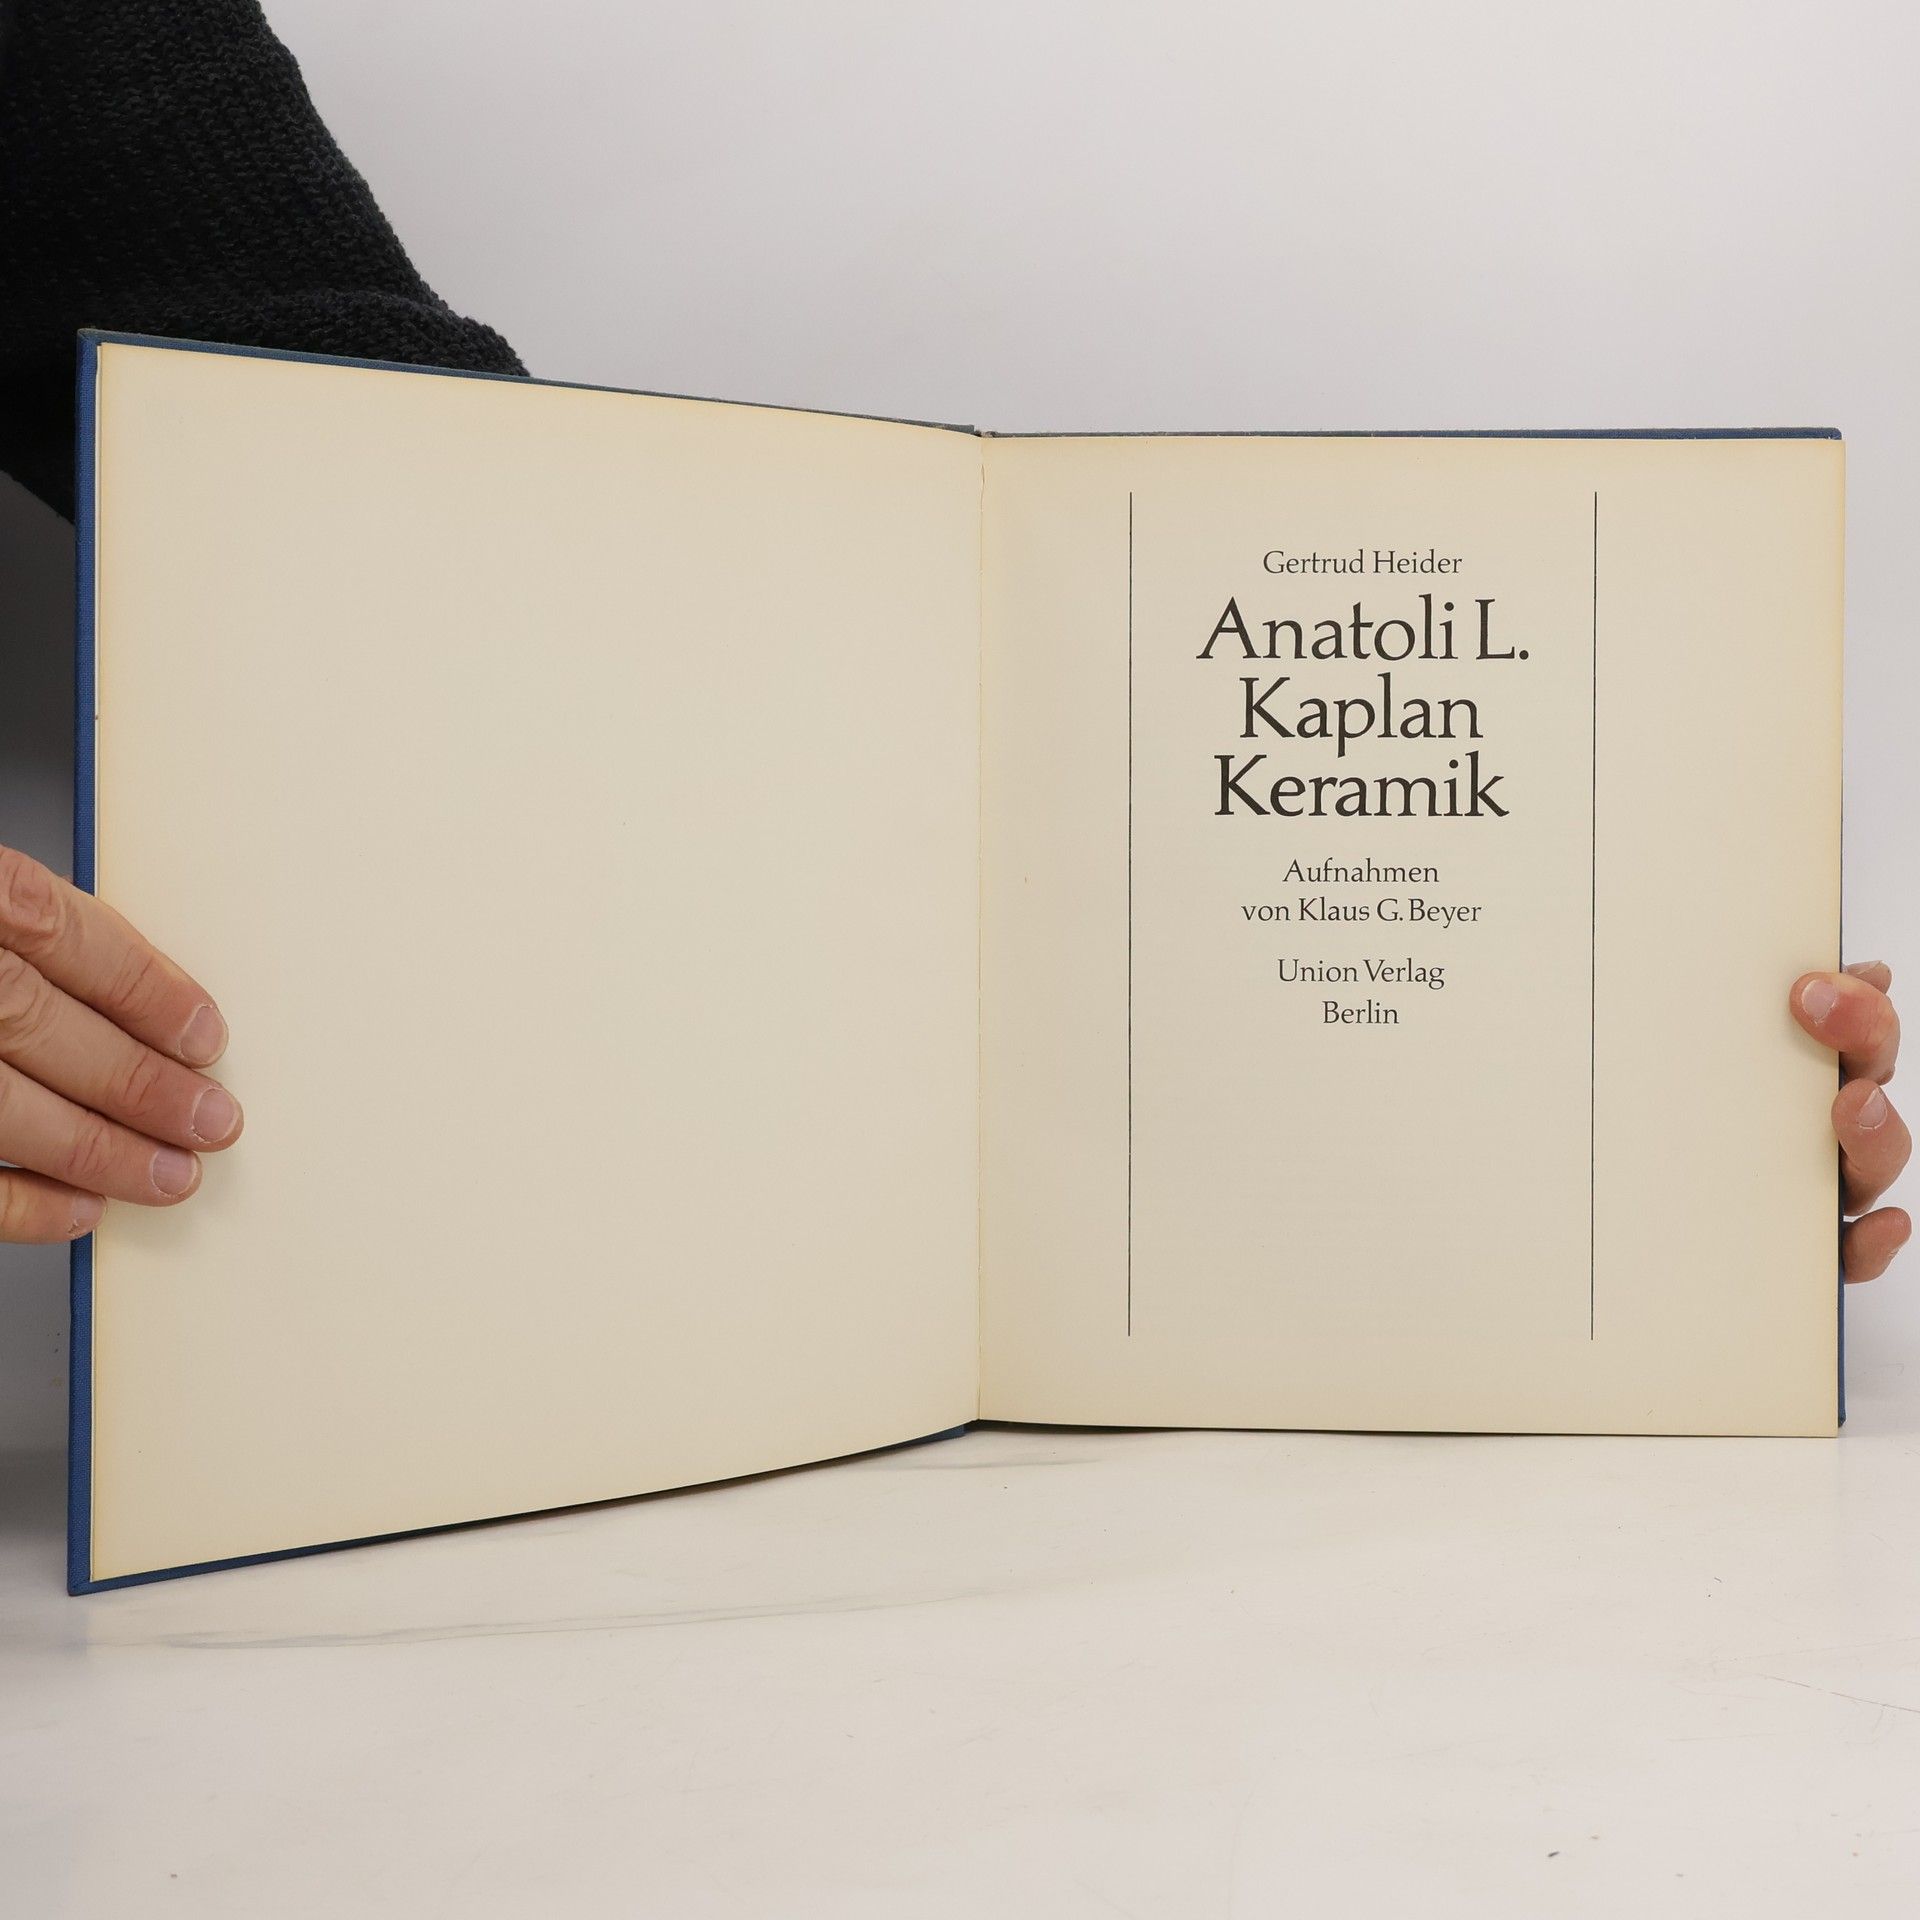 Gertrud Heider
Anatoli L.
Kaplan
Keramik
Aufnahmen
von Klaus G. Beyer
Union Verlag
Berlin